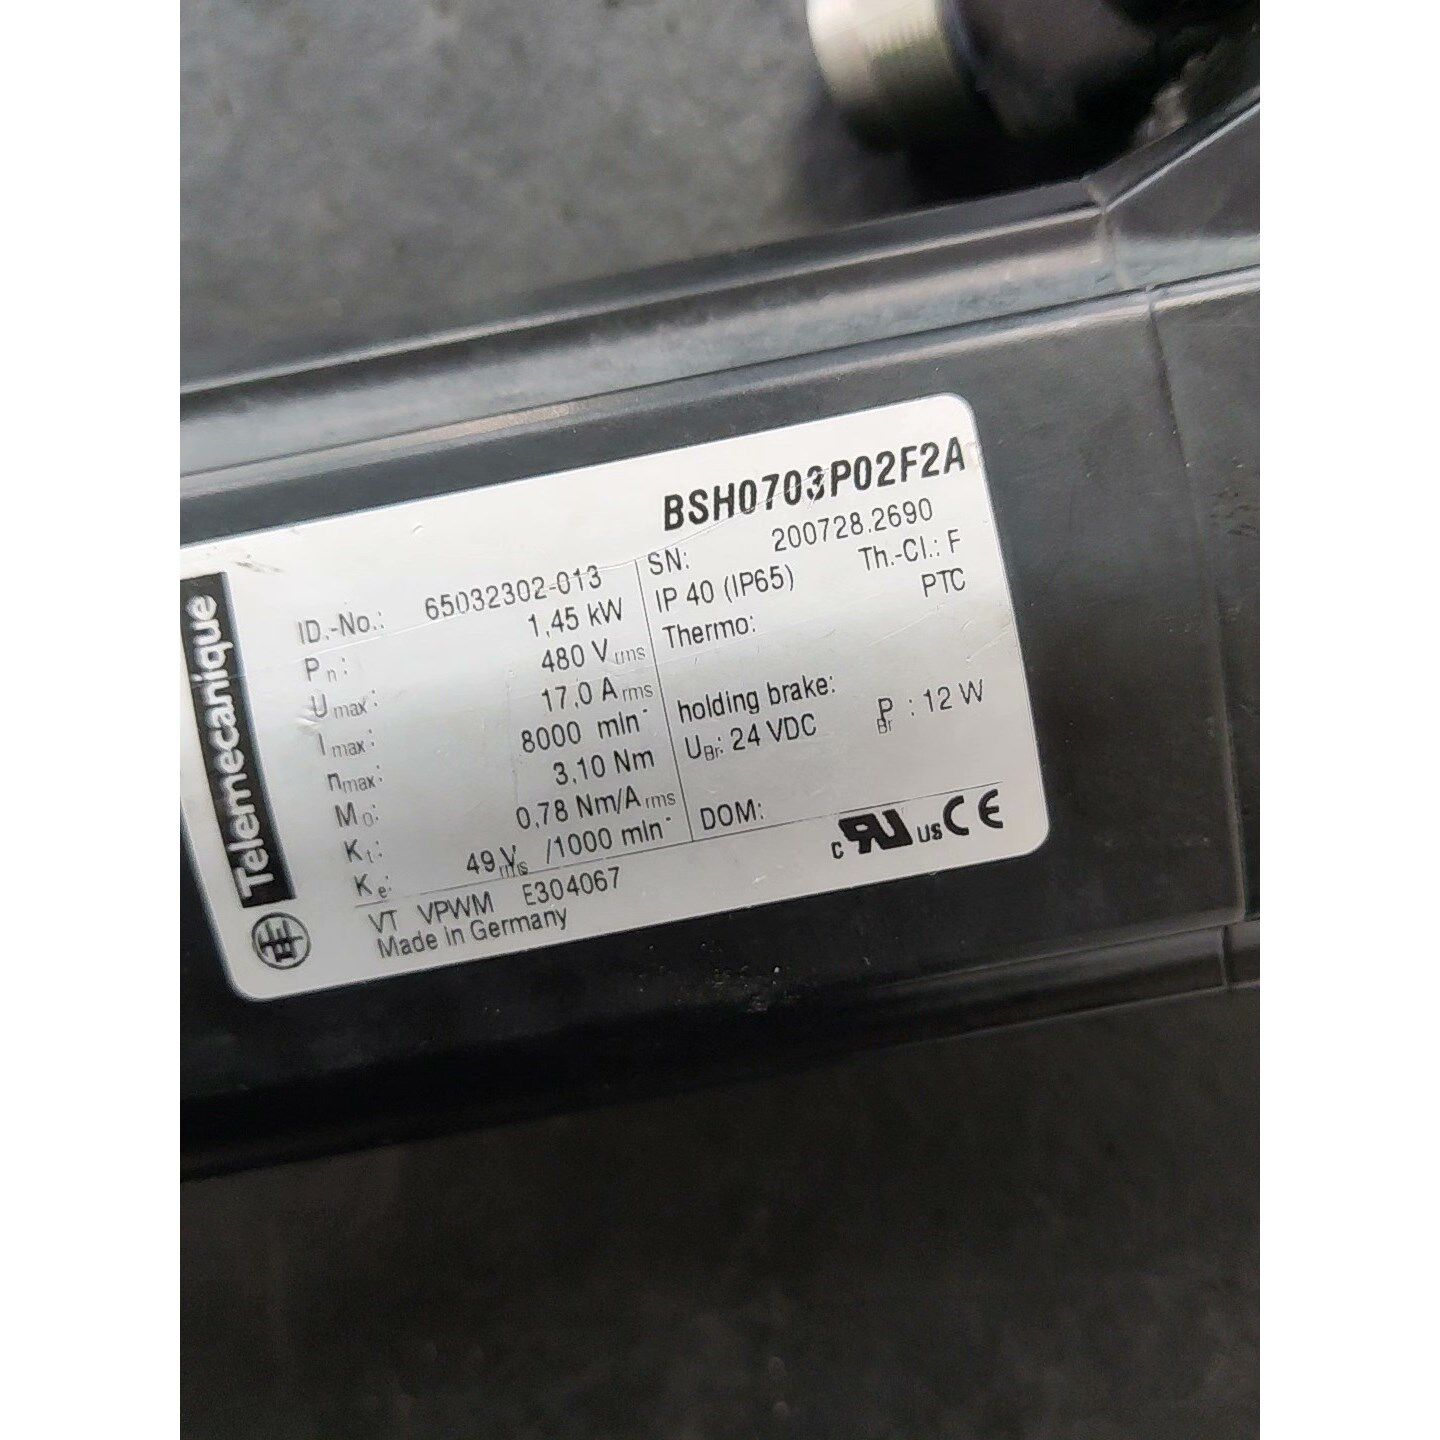 Telemecanique
BSH0703P02F2A
ID.-No.: 65032302-013
Pn: 1,45 kW
Umax: 480 Vrms
Imax: 17,0 Arms
nmax: 8000 min-
M0: 3,10 Nm
Kt: 0,78 Nm/Arms
Ke: 49 Vrms /1000 min-
SN: 200728.2690
IP 40 (IP65) Th.-Cl.: F
Thermo: PTC
holding brake:
UBr: 24 VDC PBr: 12 W
DOM:
VT VPWM E304067
Made in Germany
c RU us CE